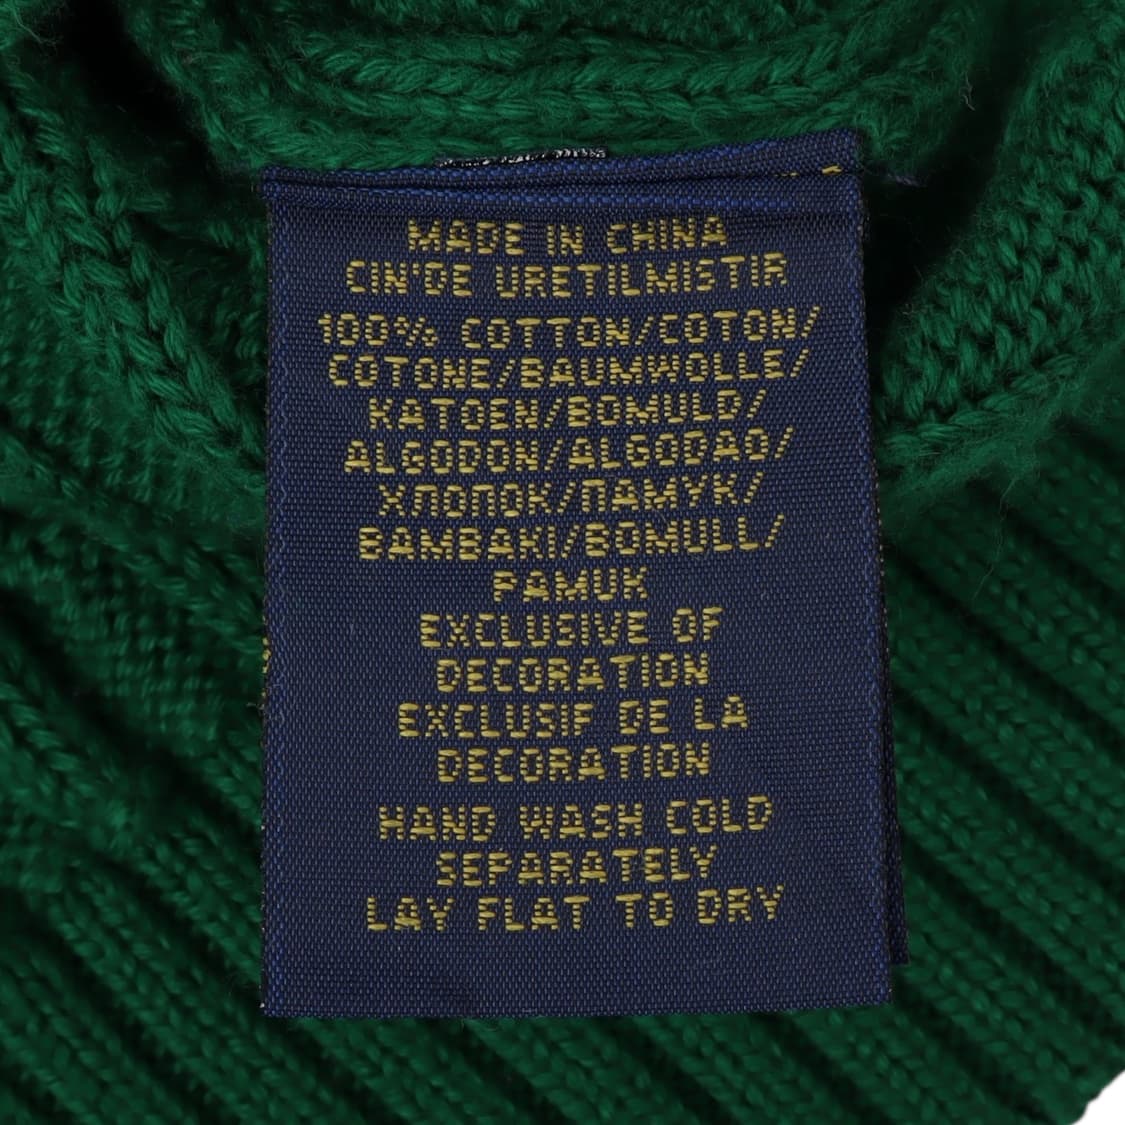 MADE IN CHINA
CIN'DE URETILMISTIR
100% COTTON/COTON/
COTONE/BAUMWOLLE/
KATOEN/BOMULD/
ALGODON/ALGODAO/
ХЛОПОК/ПАМУК/
BAMBAKI/BOMULL/
PAMUK
EXCLUSIVE OF
DECORATION
EXCLUSIF DE LA
DECORATION
HAND WASH COLD
SEPARATELY
LAY FLAT TO DRY